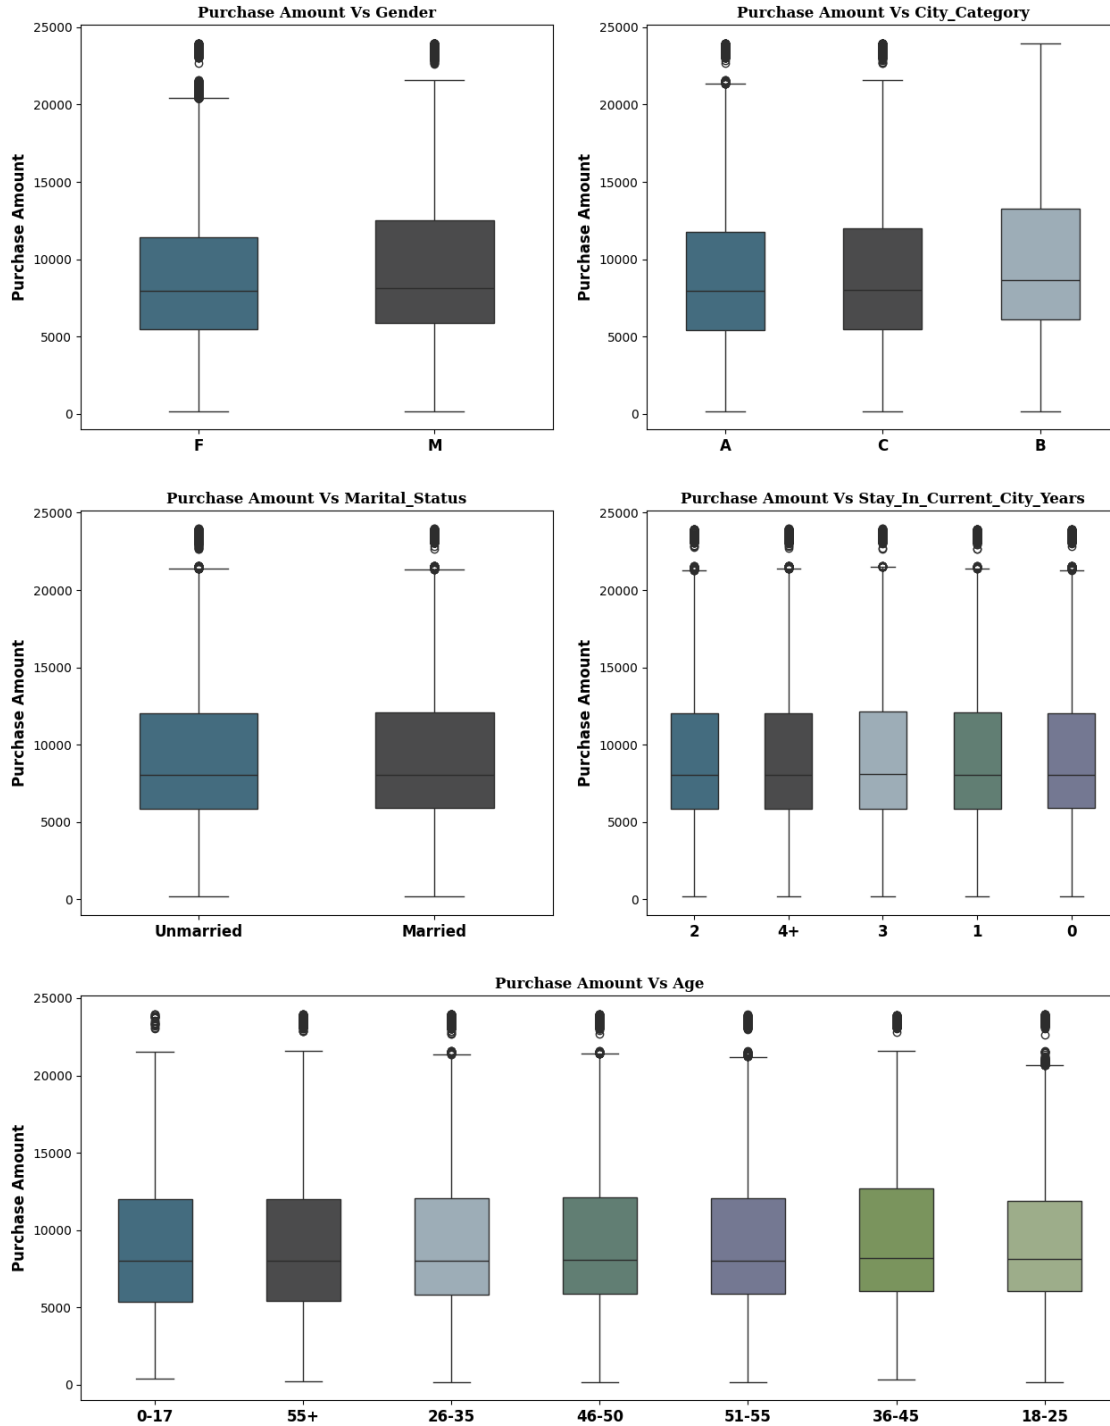 Purchase Amount Vs Gender
Purchase Amount
25000
20000
15000
10000
5000
0
F M
Purchase Amount Vs City_Category
Purchase Amount
25000
20000
15000
10000
5000
0
A C B
Purchase Amount Vs Marital_Status
Purchase Amount
25000
20000
15000
10000
5000
0
Unmarried Married
Purchase Amount Vs Stay_In_Current_City_Years
Purchase Amount
25000
20000
15000
10000
5000
0
2 4+ 3 1 0
Purchase Amount Vs Age
Purchase Amount
25000
20000
15000
10000
5000
0
0-17 55+ 26-35 46-50 51-55 36-45 18-25